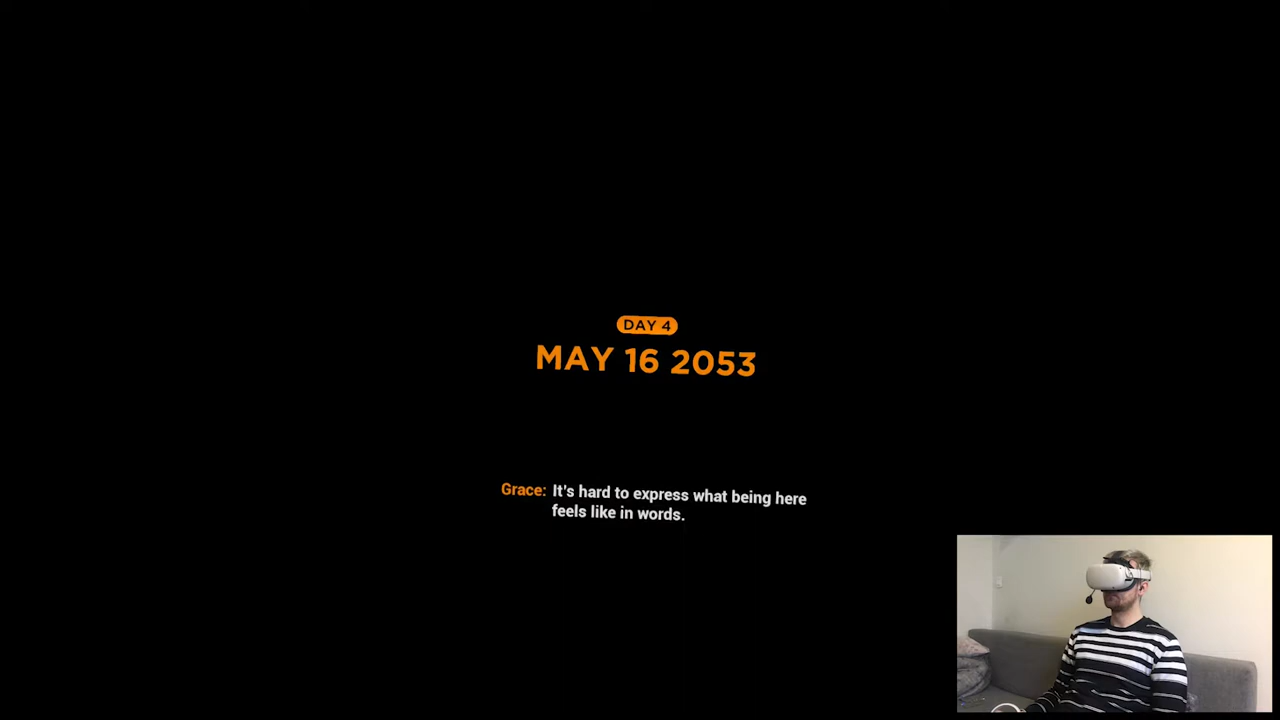 DAY 4
MAY 16 2053
Grace: It's hard to express what being here
feels like in words.